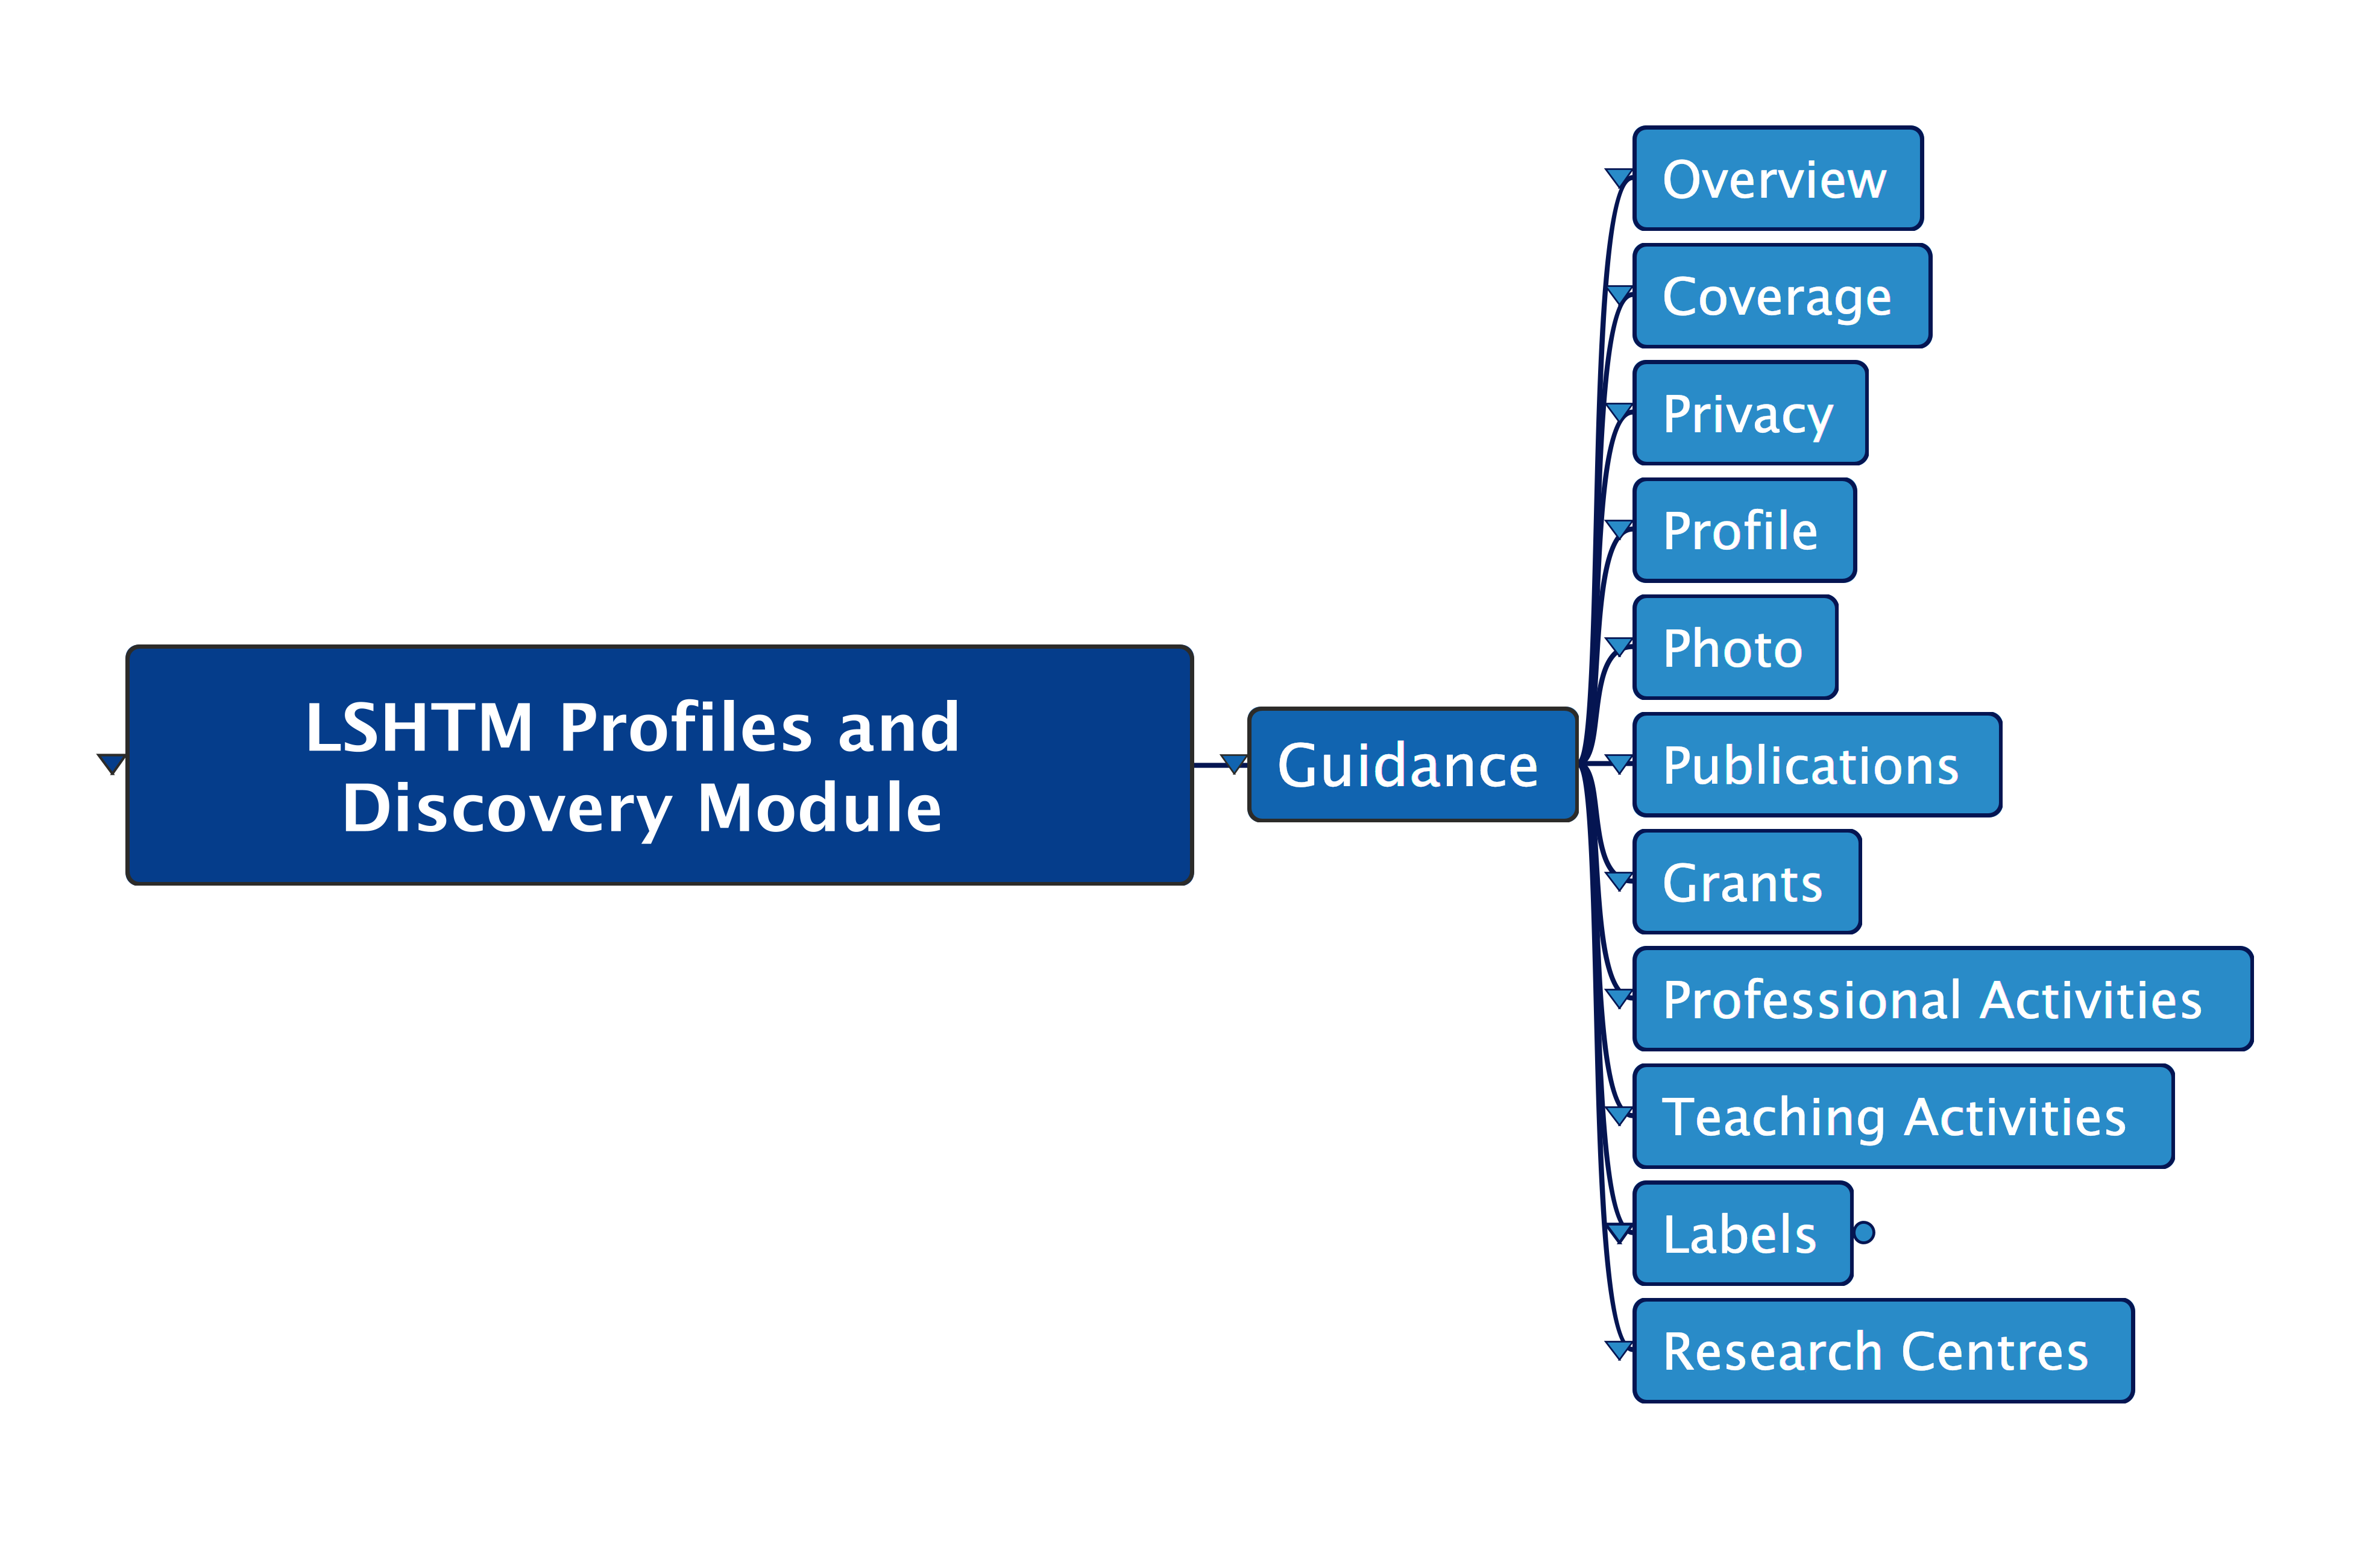 LSHTM Profiles and
Discovery Module
Guidance
Overview
Coverage
Privacy
Profile
Photo
Publications
Grants
Professional Activities
Teaching Activities
Labels
Research Centres